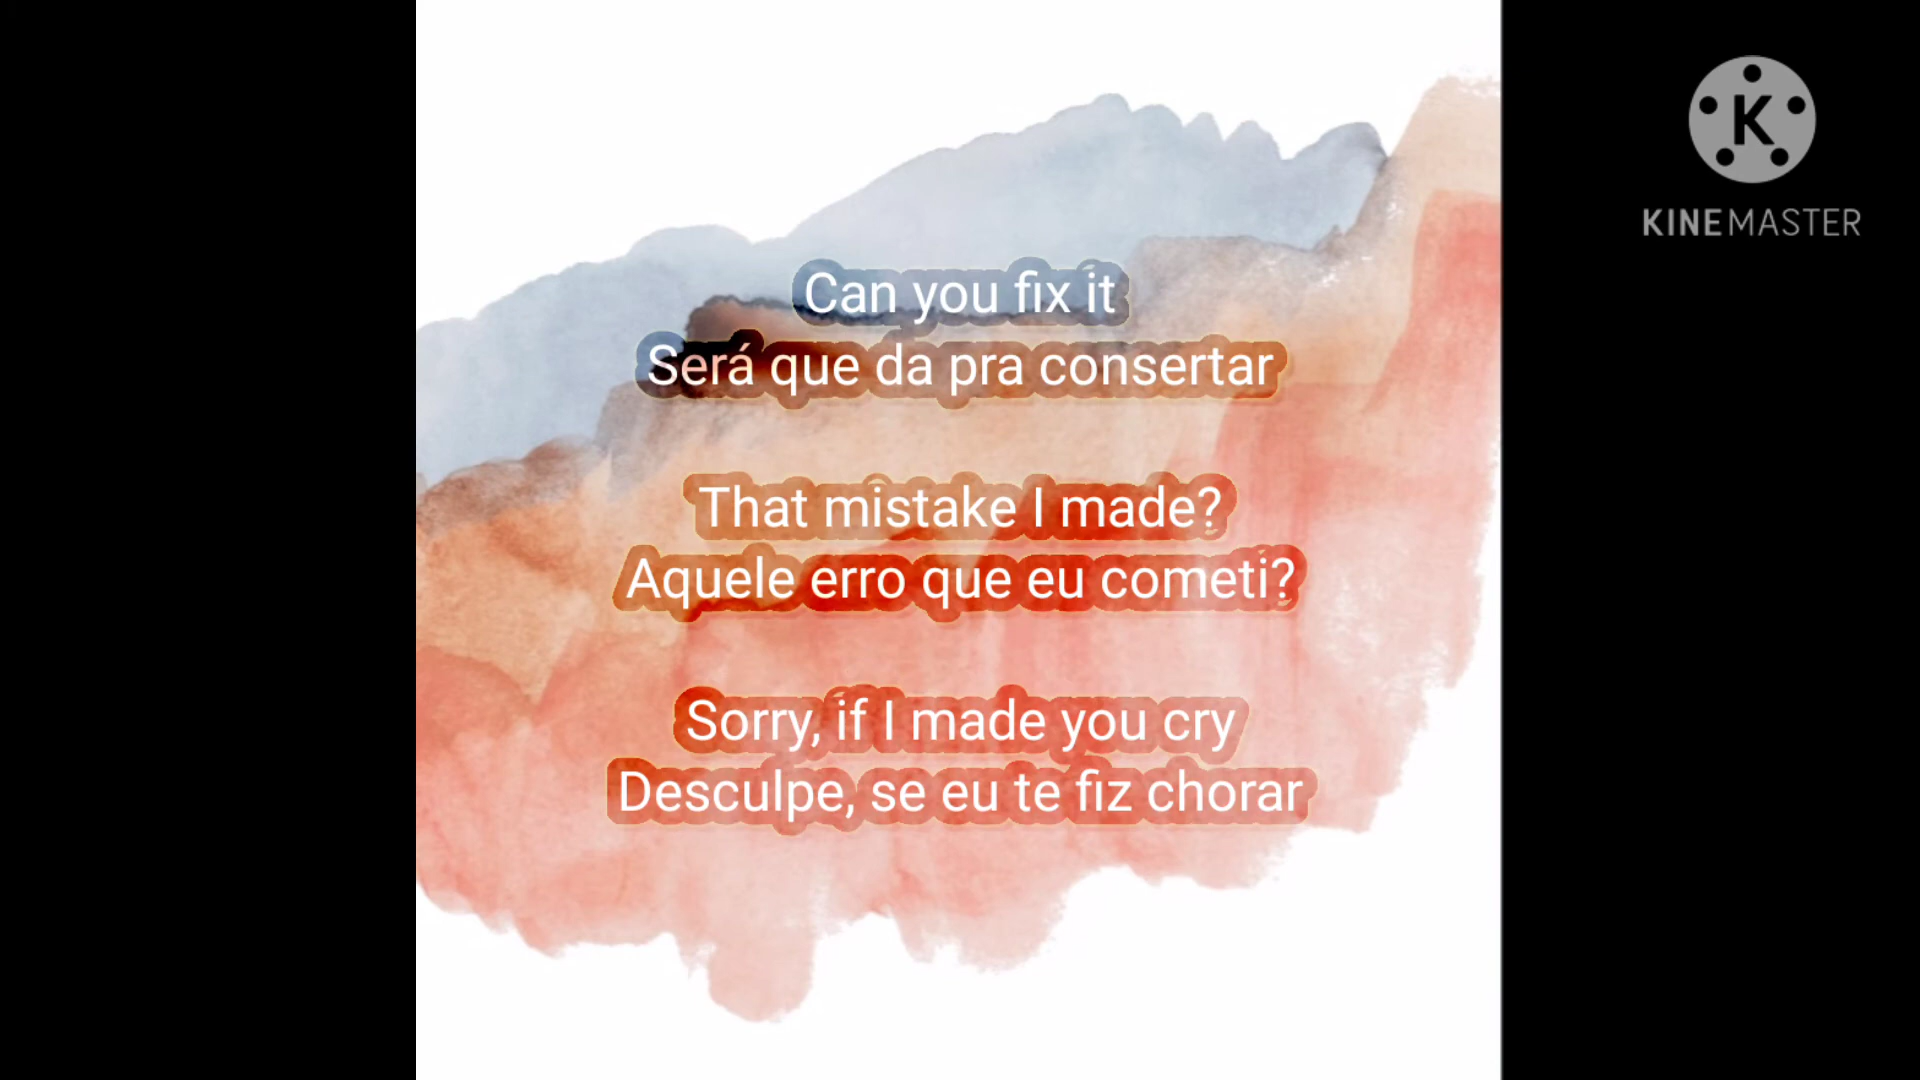 Can you fix it
Será que da pra consertar
That mistake I made?
Aquele erro que eu cometi?
Sorry, if I made you cry
Desculpe, se eu te fiz chorar
K
KINEMASTER